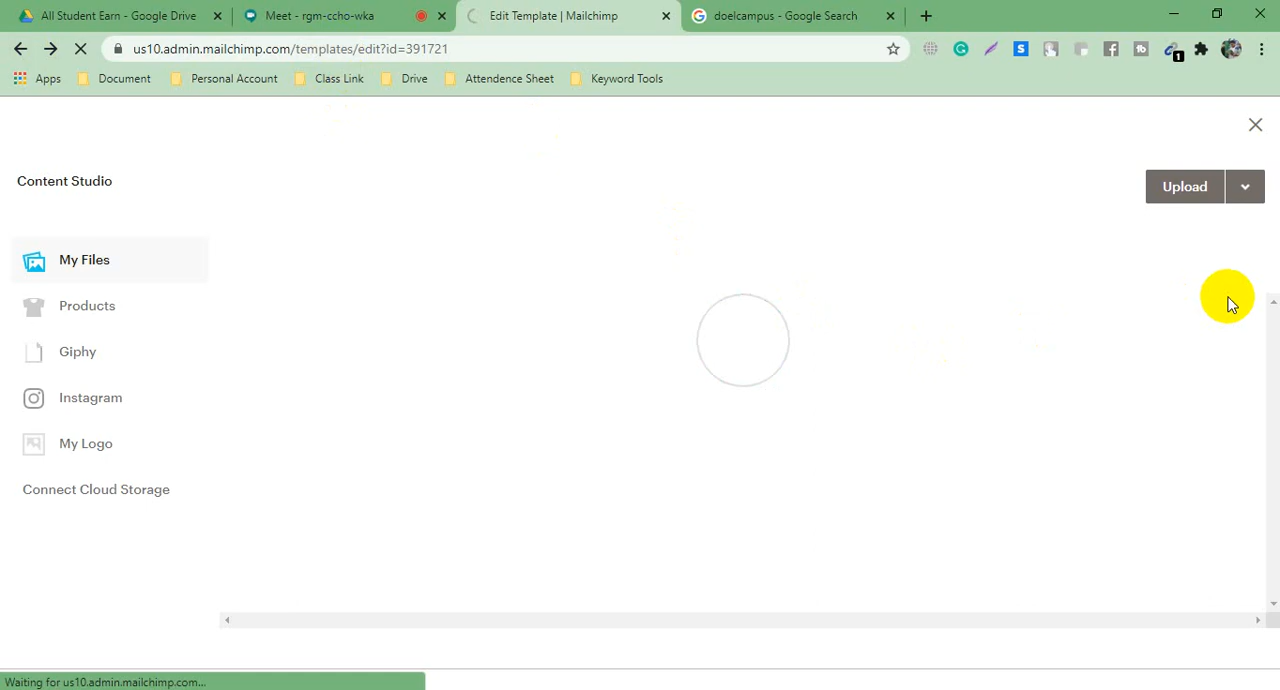 All Student Earn - Google Drive
Meet - rgm-ccho-wka
Edit Template | Mailchimp
doelcampus - Google Search
us10.admin.mailchimp.com/templates/edit?id=391721
1
Apps
Document
Personal Account
Class Link
Drive
Attendence Sheet
Keyword Tools
Content Studio
Upload
My Files
Products
Giphy
Instagram
My Logo
Connect Cloud Storage
Waiting for us10.admin.mailchimp.com...